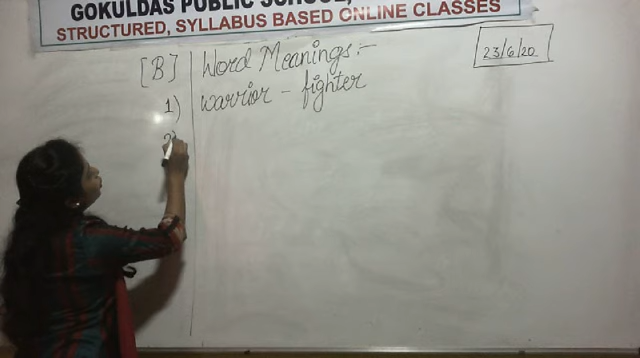 GOKULDAS PUBLIC SCHOOL,
STRUCTURED, SYLLABUS BASED ONLINE CLASSES
23/6/20
[B] Word Meanings:-
1) warrior - fighter
2)